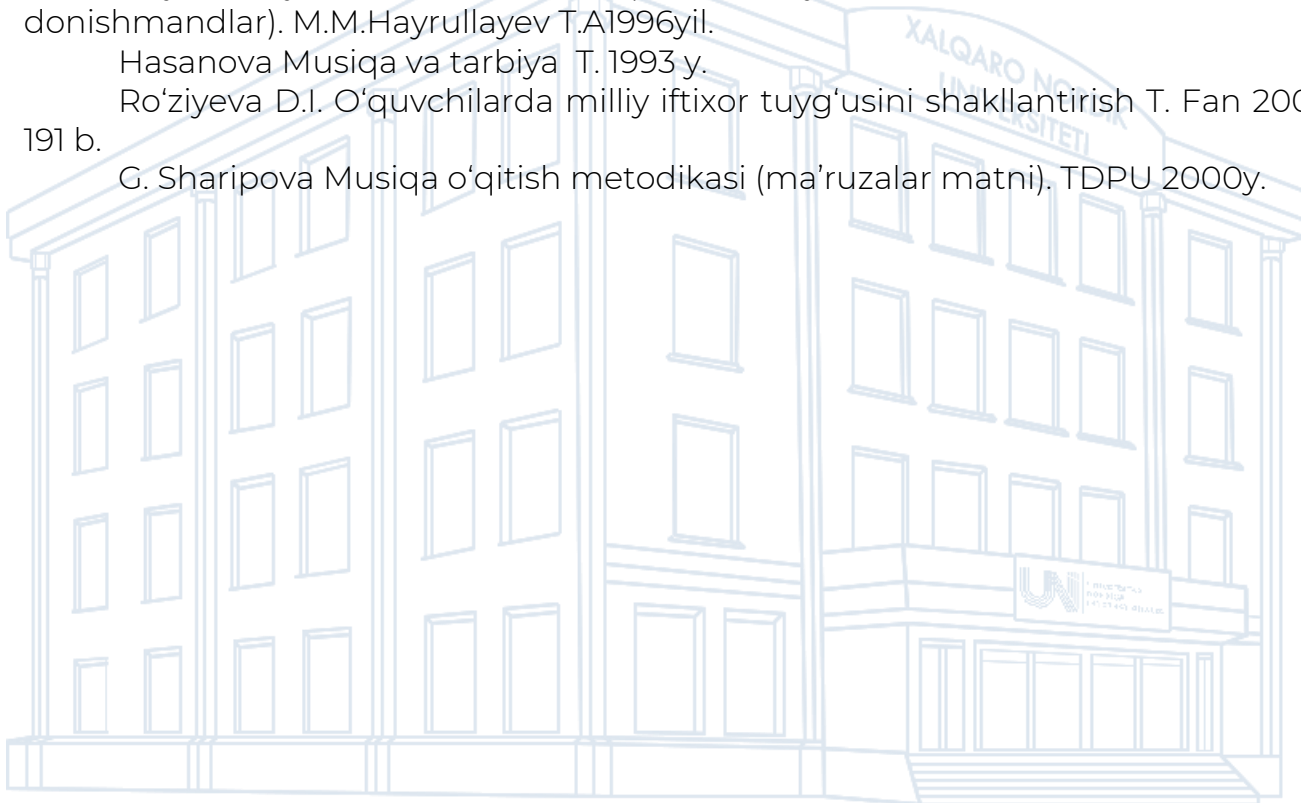 donishmandlar). M.M.Hayrullayev T.A1996yil.
Hasanova Musiqa va tarbiya T. 1993 y.
Ro‘ziyeva D.I. O‘quvchilarda milliy iftixor tuyg‘usini shakllantirish T. Fan
191 b.
G. Sharipova Musiqa o‘qitish metodikasi (ma’ruzalar matni). TDPU 2000y.
XALQARO NORDIK
UNIVERSITETI
UNI